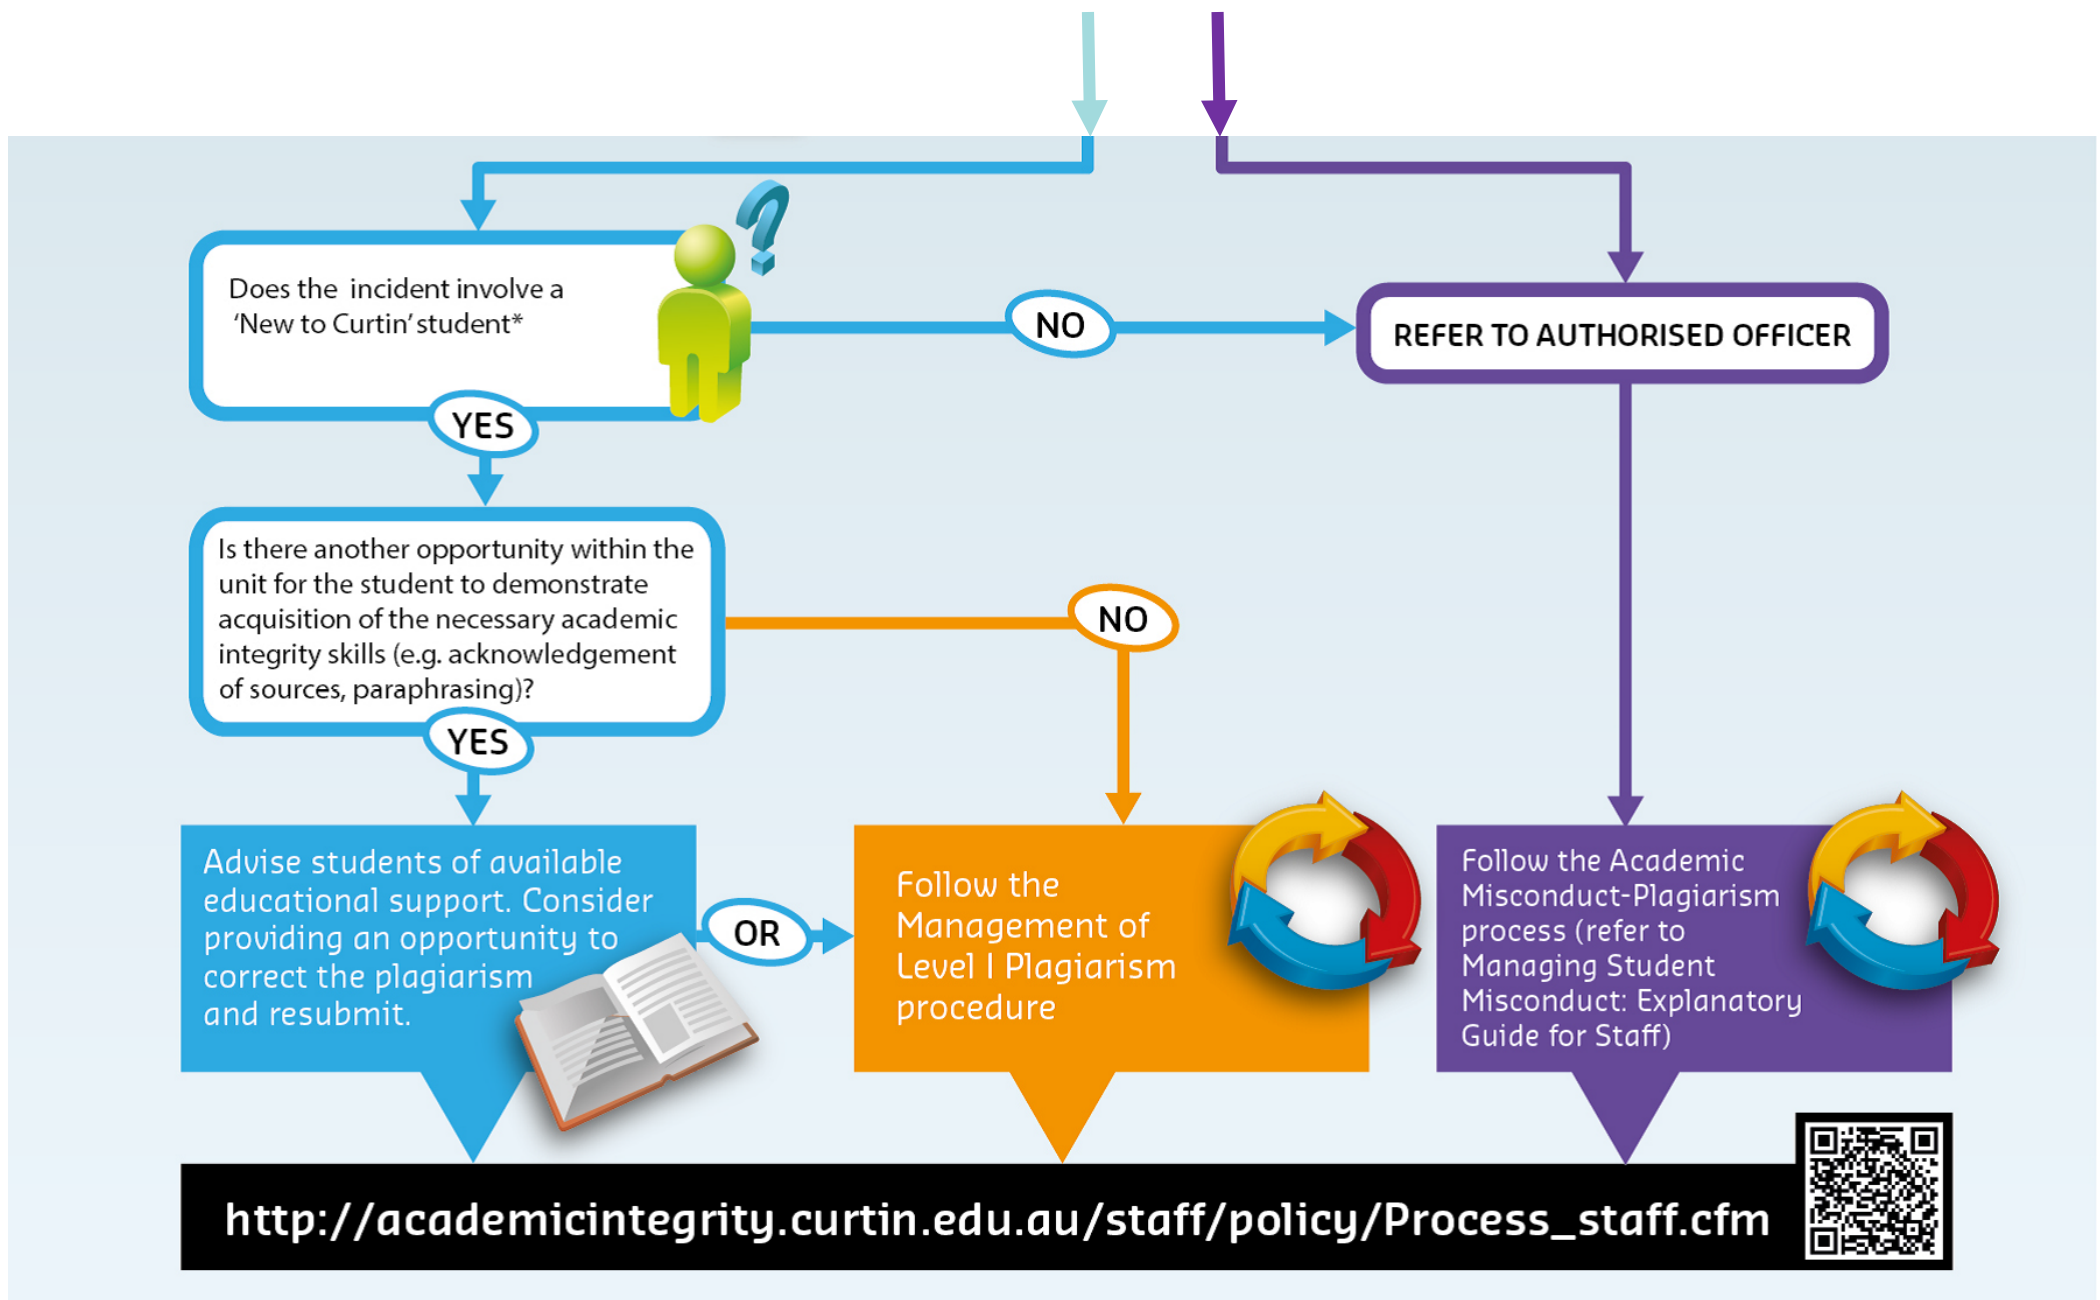 Does the incident involve a
‘New to Curtin’ student*
NO
REFER TO AUTHORISED OFFICER
YES
Is there another opportunity within the
unit for the student to demonstrate
acquisition of the necessary academic
integrity skills (e.g. acknowledgement
of sources, paraphrasing)?
NO
YES
Advise students of available
educational support. Consider
providing an opportunity to
correct the plagiarism
and resubmit.
OR
Follow the
Management of
Level I Plagiarism
procedure
Follow the Academic
Misconduct-Plagiarism
process (refer to
Managing Student
Misconduct: Explanatory
Guide for Staff)
http://academicintegrity.curtin.edu.au/staff/policy/Process_staff.cfm